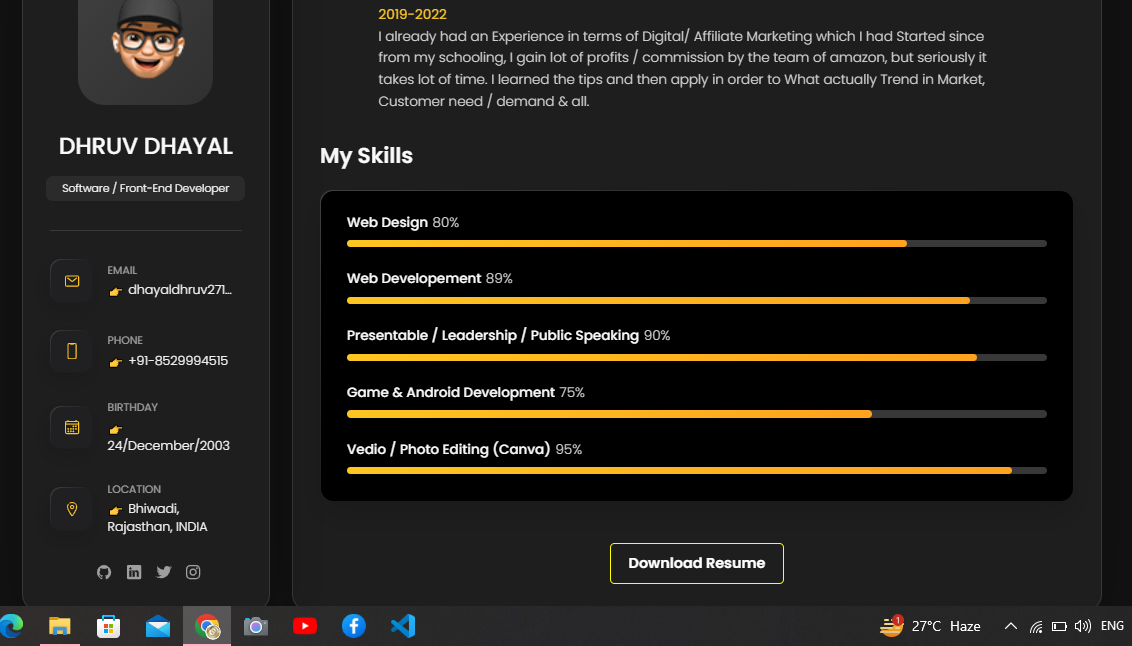 DHRUV DHAYAL
Software / Front-End Developer
EMAIL
dhayaldhruv271...
PHONE
+91-8529994515
BIRTHDAY
24/December/2003
LOCATION
Bhiwadi,
Rajasthan, INDIA
2019-2022
I already had an Experience in terms of Digital/ Affiliate Marketing which I had Started since
from my schooling, I gain lot of profits / commission by the team of amazon, but seriously it
takes lot of time. I learned the tips and then apply in order to What actually Trend in Market,
Customer need / demand & all.
My Skills
Web Design 80%
Web Developement 89%
Presentable / Leadership / Public Speaking 90%
Game & Android Development 75%
Vedio / Photo Editing (Canva) 95%
Download Resume
1
27°C Haze
ENG